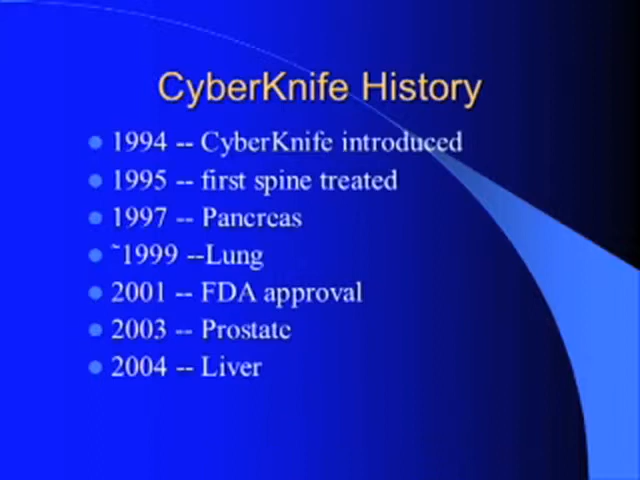 CyberKnife History
1994 -- CyberKnife introduced
1995 -- first spine treated
1997 -- Pancreas
~1999 --Lung
2001 -- FDA approval
2003 -- Prostate
2004 -- Liver